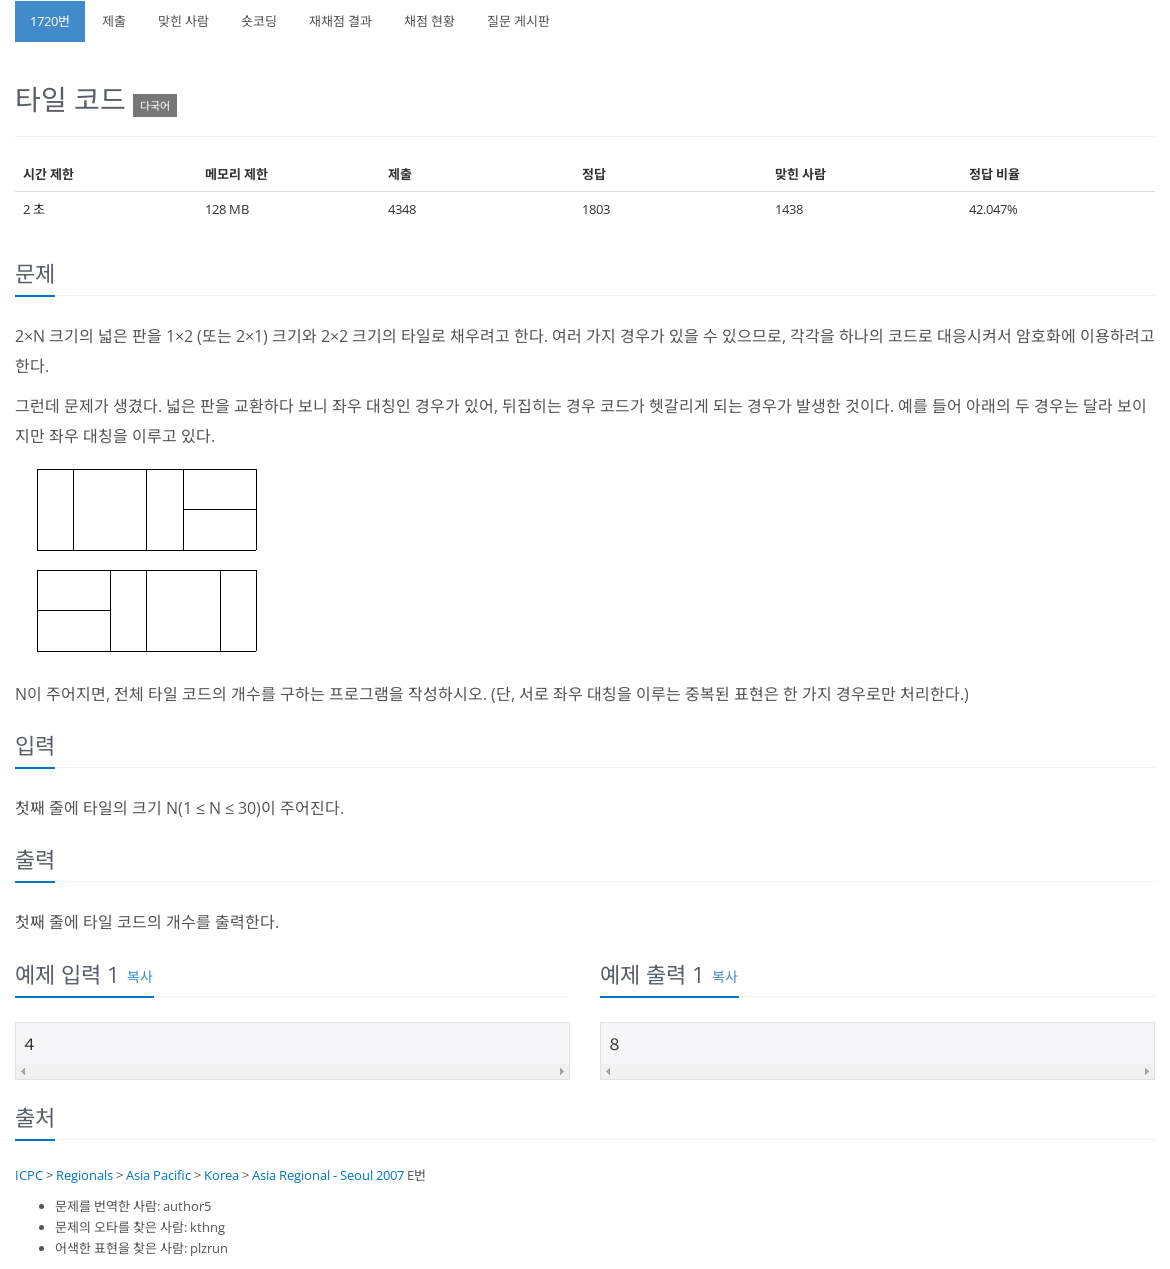 1720번 제출 맞힌 사람 숏코딩 재채점 결과 채점 현황 질문 게시판
타일 코드 다국어
시간 제한 메모리 제한 제출 정답 맞힌 사람 정답 비율
2 초 128 MB 4348 1803 1438 42.047%
문제
2×N 크기의 넓은 판을 1×2 (또는 2×1) 크기와 2×2 크기의 타일로 채우려고 한다. 여러 가지 경우가 있을 수 있으므로, 각각을 하나의 코드로 대응시켜서 암호화에 이용하려고
한다.
그런데 문제가 생겼다. 넓은 판을 교환하다 보니 좌우 대칭인 경우가 있어, 뒤집히는 경우 코드가 헷갈리게 되는 경우가 발생한 것이다. 예를 들어 아래의 두 경우는 달라 보이
지만 좌우 대칭을 이루고 있다.
N이 주어지면, 전체 타일 코드의 개수를 구하는 프로그램을 작성하시오. (단, 서로 좌우 대칭을 이루는 중복된 표현은 한 가지 경우로만 처리한다.)
입력
첫째 줄에 타일의 크기 N(1 ≤ N ≤ 30)이 주어진다.
출력
첫째 줄에 타일 코드의 개수를 출력한다.
예제 입력 1 복사 예제 출력 1 복사
4 8
출처
ICPC > Regionals > Asia Pacific > Korea > Asia Regional - Seoul 2007 E번
문제를 번역한 사람: author5
문제의 오타를 찾은 사람: kthng
어색한 표현을 찾은 사람: plzrun